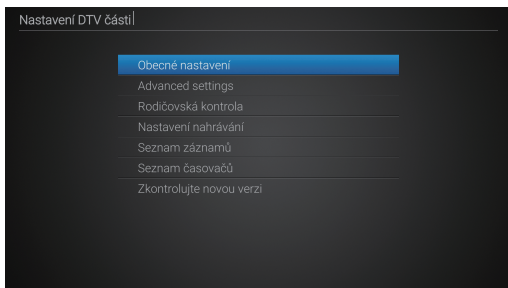 Nastavení DTV části
Obecné nastavení
Advanced settings
Rodičovská kontrola
Nastavení nahrávání
Seznam záznamů
Seznam časovačů
Zkontrolujte novou verzi